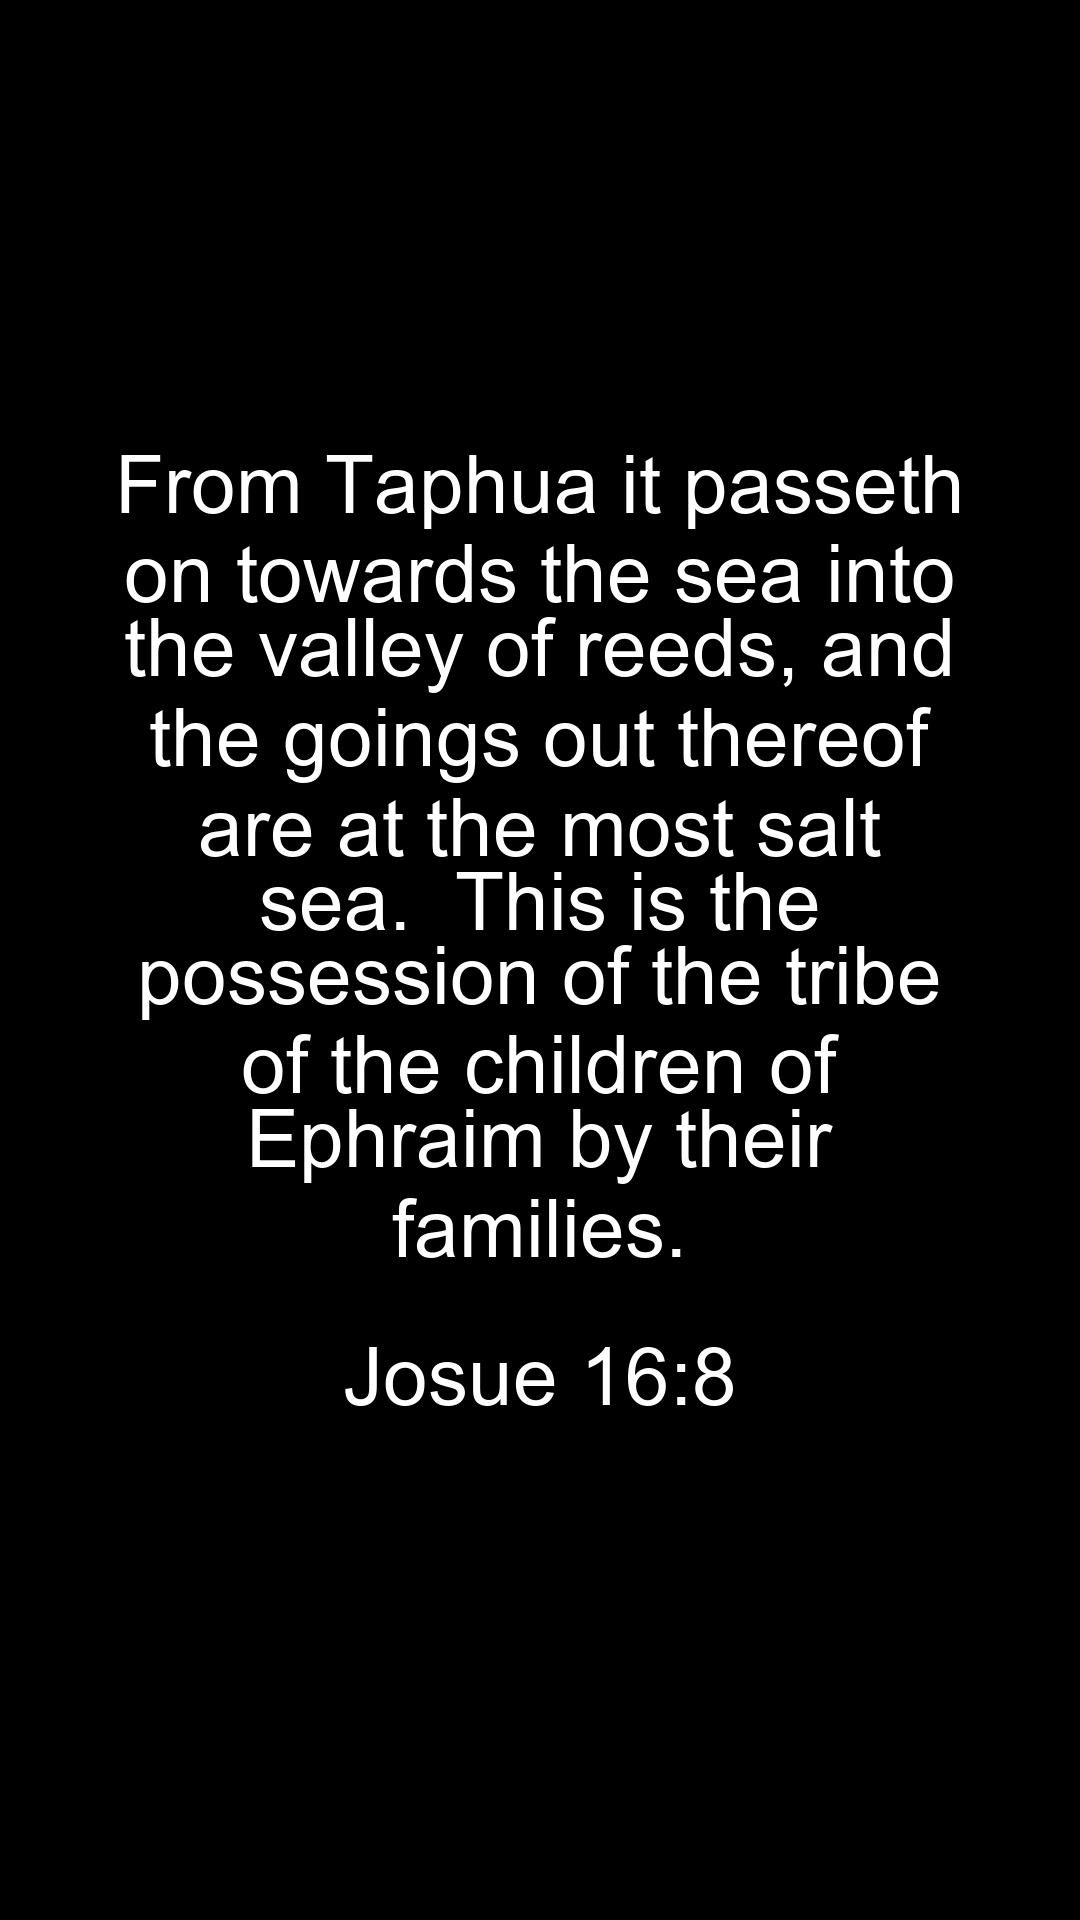 From Taphua it passeth
on towards the sea into
the valley of reeds, and
the goings out thereof
are at the most salt
sea.  This is the
possession of the tribe
of the children of
Ephraim by their
families.
Josue 16:8